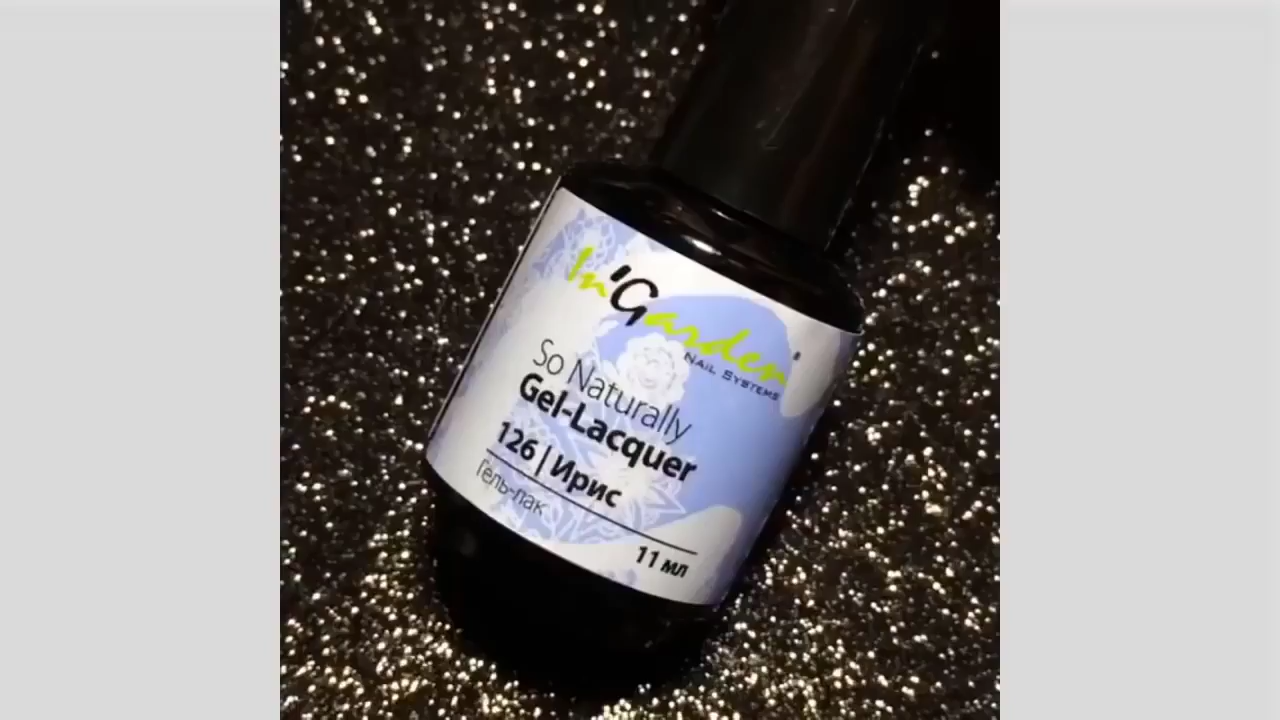 In'Garden®
NAIL SYSTEMS
So Naturally
Gel-Lacquer
126 | Ирис
Гель-лак
11 мл